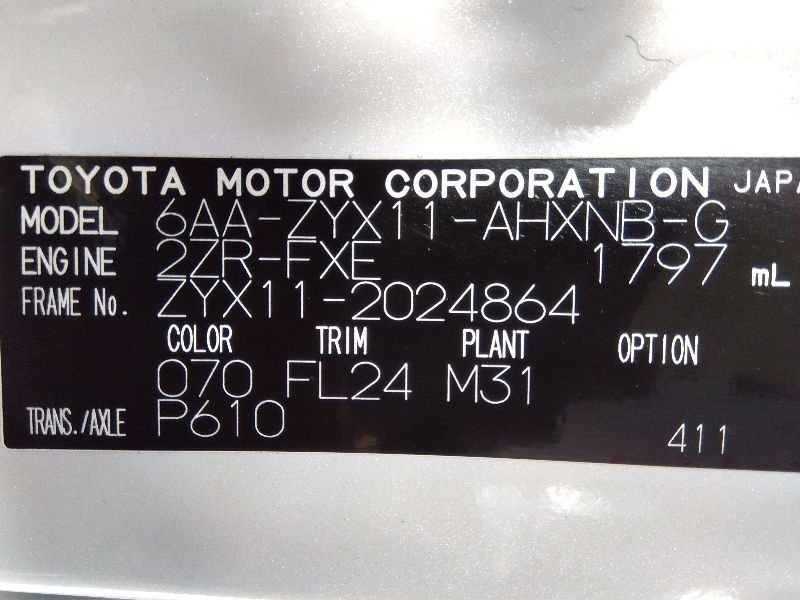 TOYOTA MOTOR CORPORATION JAPA
MODEL 6AA-ZYX11-AHXNB-G
ENGINE 2ZR-FXE 1797 mL
FRAME No. ZYX11-2024864
COLOR TRIM PLANT OPTION
070 FL24 M31
TRANS./AXLE P610 411